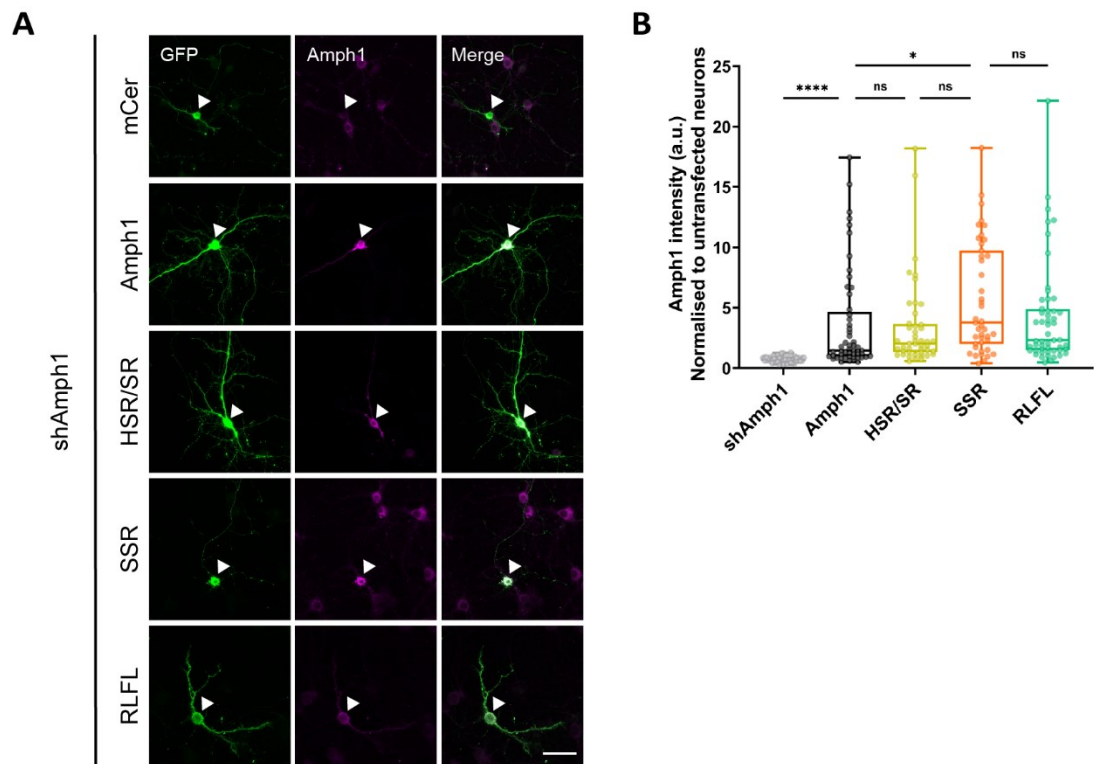 A
GFP
Amph1
Merge
shAmph1
mCer
Amph1
HSR/SR
SSR
RLFL
B
Amph1 intensity (a.u.)
Normalised to untransfected neurons
25
20
15
10
5
0
*
ns
****
ns
ns
shAmph1
Amph1
HSR/SR
SSR
RLFL